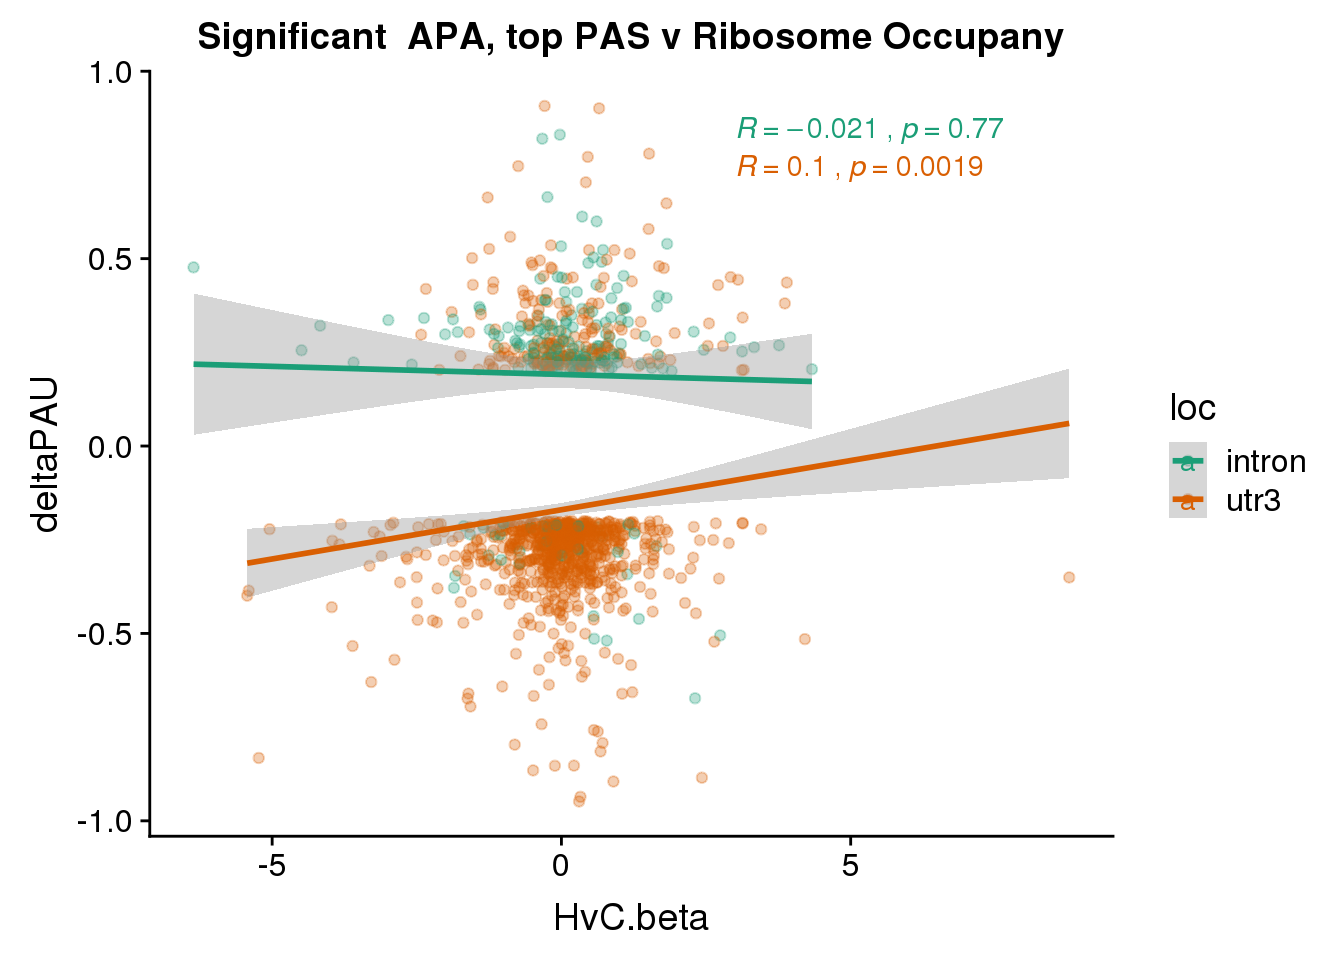 Significant  APA, top PAS v Ribosome Occupany
1.0
0.5
0.0
-0.5
-1.0
deltaPAU
R = −0.021 , p = 0.77
R = 0.1 , p = 0.0019
-5
0
5
HvC.beta
loc
a intron
a utr3